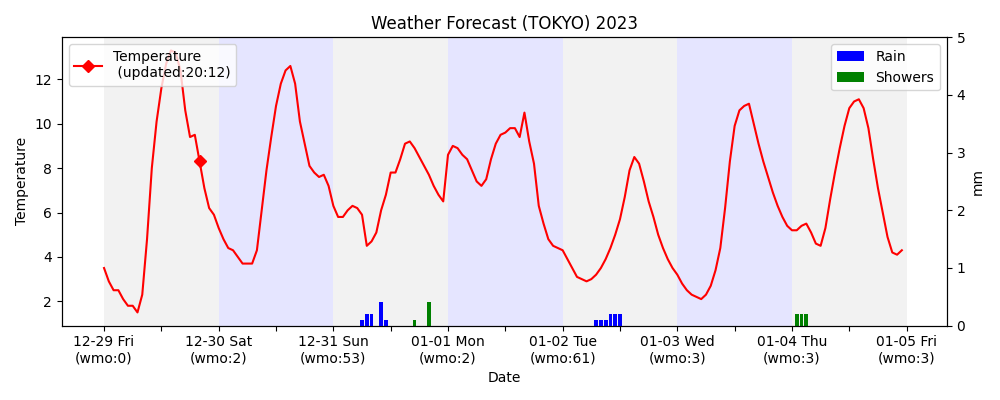 Weather Forecast (TOKYO) 2023
Temperature
(updated:20:12)
Rain
Showers
Temperature
12
10
8
6
4
2
5
4
3
2
1
0
mm
12-29 Fri 12-30 Sat 12-31 Sun 01-01 Mon 01-02 Tue 01-03 Wed 01-04 Thu 01-05 Fri
(wmo:0) (wmo:2) (wmo:53) (wmo:2) (wmo:61) (wmo:3) (wmo:3) (wmo:3)
Date